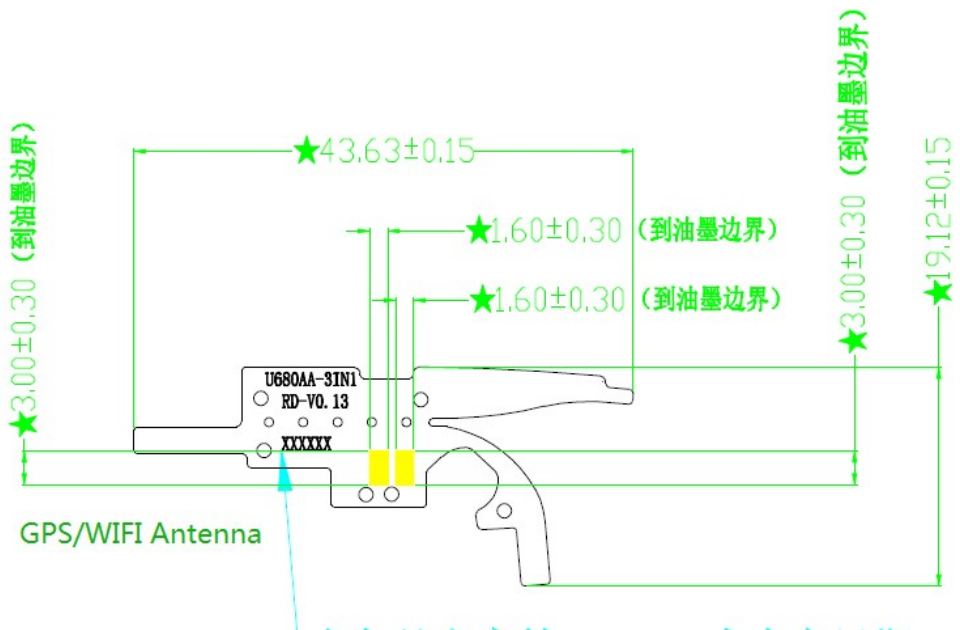 ★3.00±0.30（到油墨边界）
★43.63±0.15
★1.60±0.30（到油墨边界）
★1.60±0.30（到油墨边界）
★3.00±0.30（到油墨边界）
★19.12±0.15
U680AA-3IN1
RD-V0.13
XXXXXX
GPS/WIFI Antenna